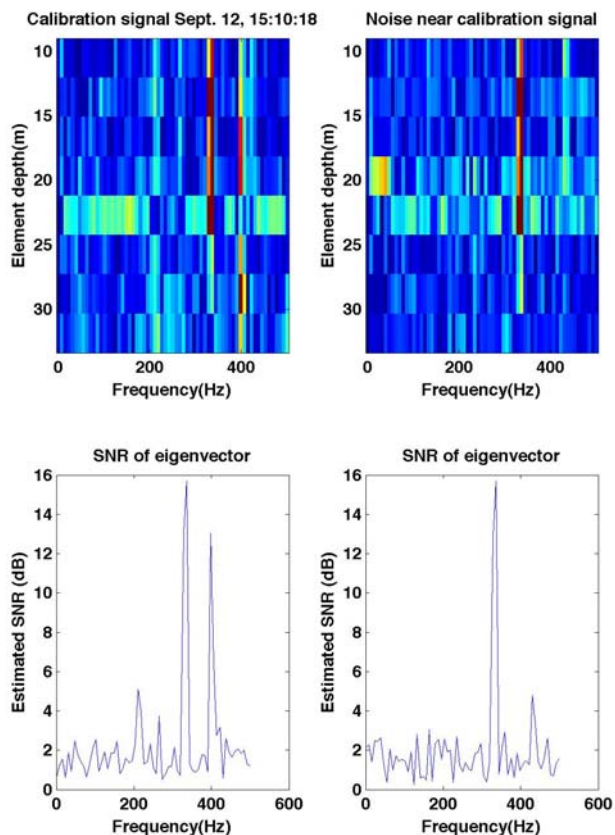 Calibration signal Sept. 12, 15:10:18
Noise near calibration signal
Element depth(m)
10
15
20
25
30
0 200 400
Frequency(Hz)
Element depth(m)
10
15
20
25
30
0 200 400
Frequency(Hz)
SNR of eigenvector
Estimated SNR (dB)
16
14
12
10
8
6
4
2
0
0 200 400 600
Frequency(Hz)
SNR of eigenvector
Estimated SNR (dB)
16
14
12
10
8
6
4
2
0
0 200 400 600
Frequency(Hz)